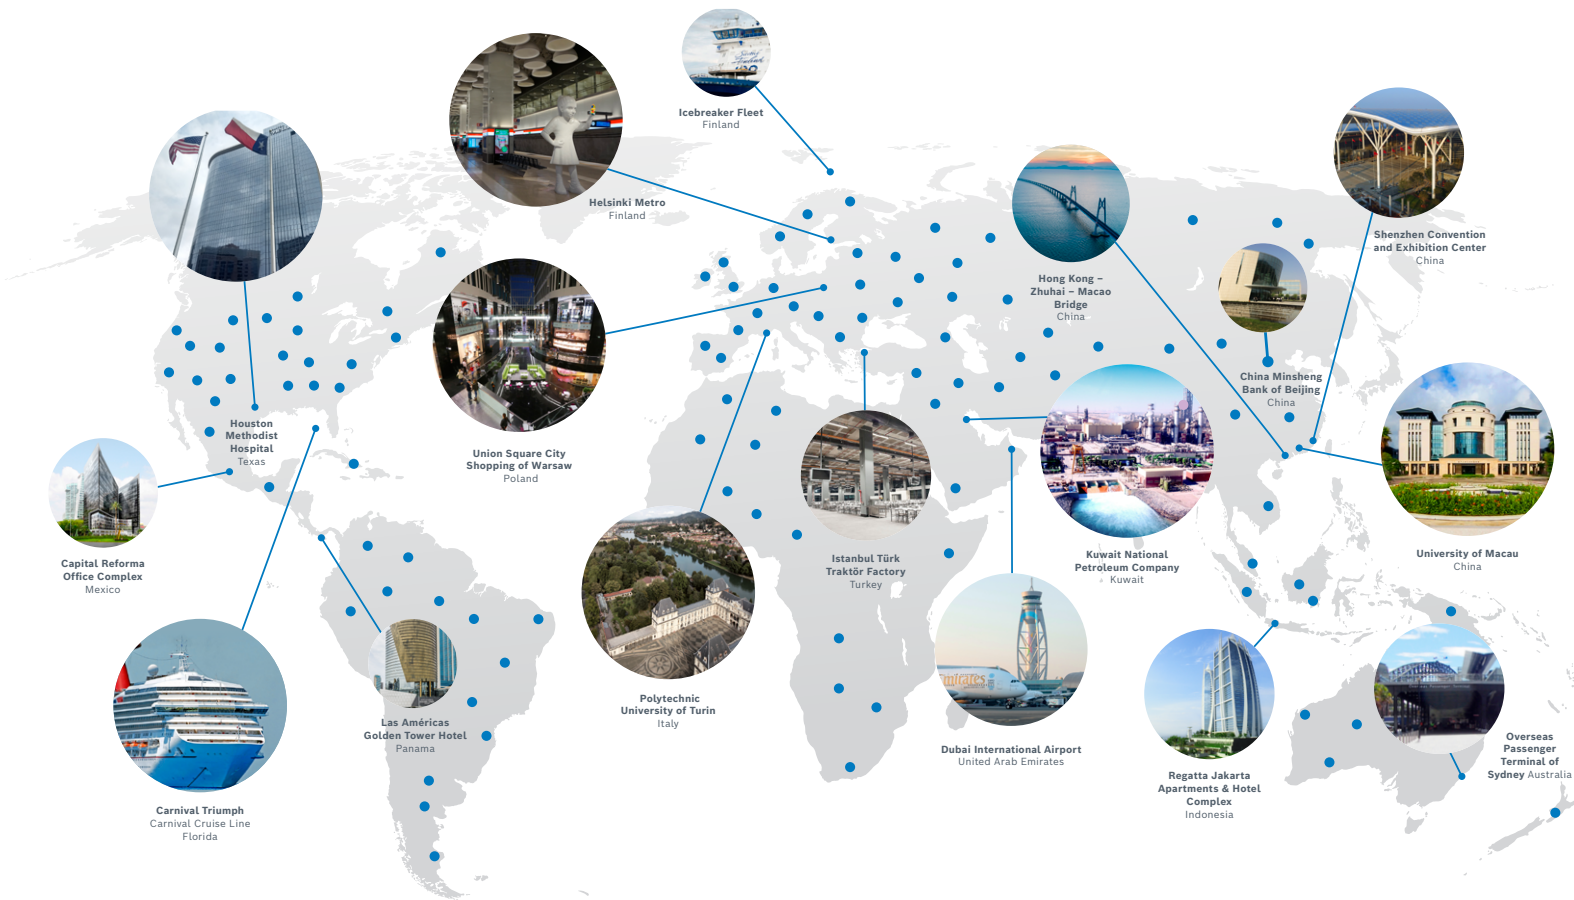 Icebreaker Fleet
Finland
Helsinki Metro
Finland
Shenzhen Convention
and Exhibition Center
China
Hong Kong –
Zhuhai – Macao
Bridge
China
China Minsheng
Bank of Beijing
China
Houston
Methodist
Hospital
Texas
Union Square City
Shopping of Warsaw
Poland
Capital Reforma
Office Complex
Mexico
Istanbul Türk
Traktör Factory
Turkey
Kuwait National
Petroleum Company
Kuwait
University of Macau
China
Emirates
Las Américas
Golden Tower Hotel
Panama
Polytechnic
University of Turin
Italy
Dubai International Airport
United Arab Emirates
Carnival Triumph
Carnival Cruise Line
Florida
Regatta Jakarta
Apartments & Hotel
Complex
Indonesia
Overseas
Passenger
Terminal of
Sydney Australia